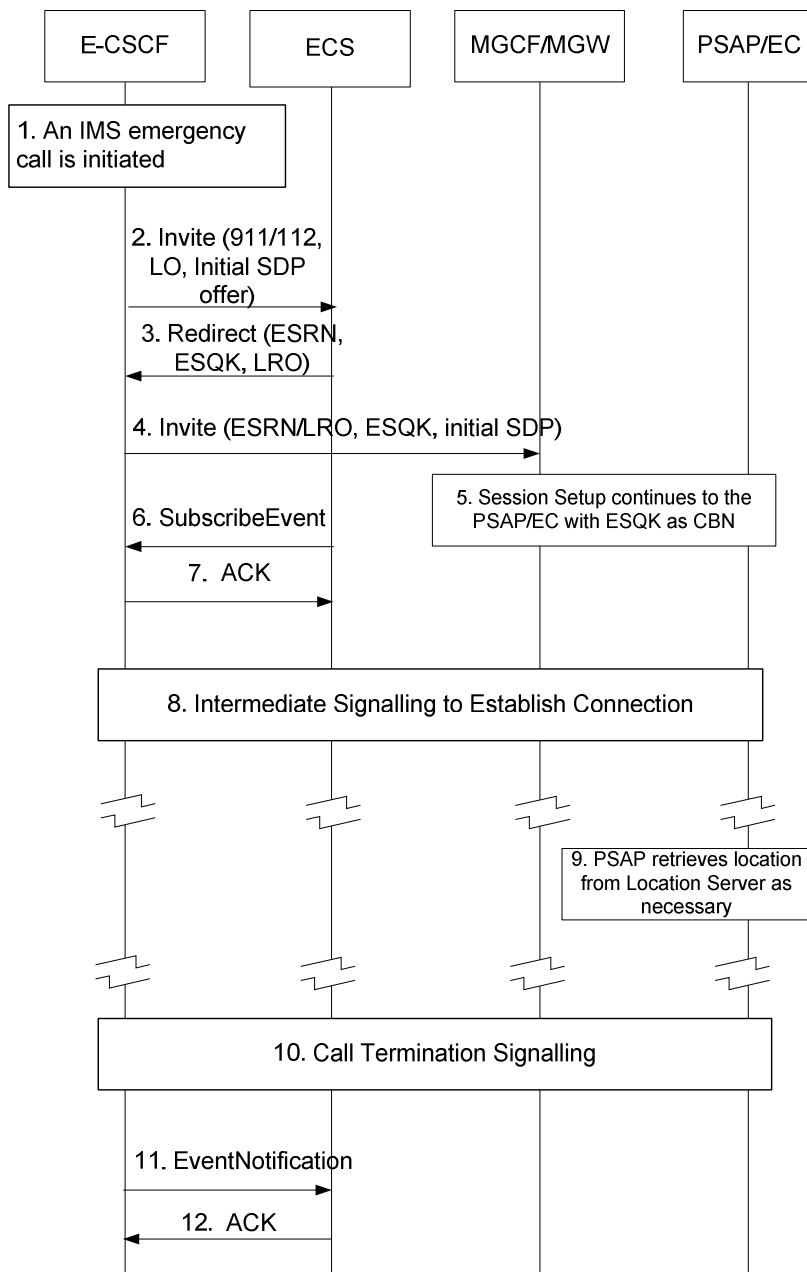 E-CSCF
ECS
MGCF/MGW
PSAP/EC
1. An IMS emergency
call is initiated
2. Invite (911/112,
LO, Initial SDP
offer)
3. Redirect (ESRN,
ESQK, LRO)
4. Invite (ESRN/LRO, ESQK, initial SDP)
5. Session Setup continues to the
PSAP/EC with ESQK as CBN
6. SubscribeEvent
7. ACK
8. Intermediate Signalling to Establish Connection
9. PSAP retrieves location
from Location Server as
necessary
10. Call Termination Signalling
11. EventNotification
12. ACK